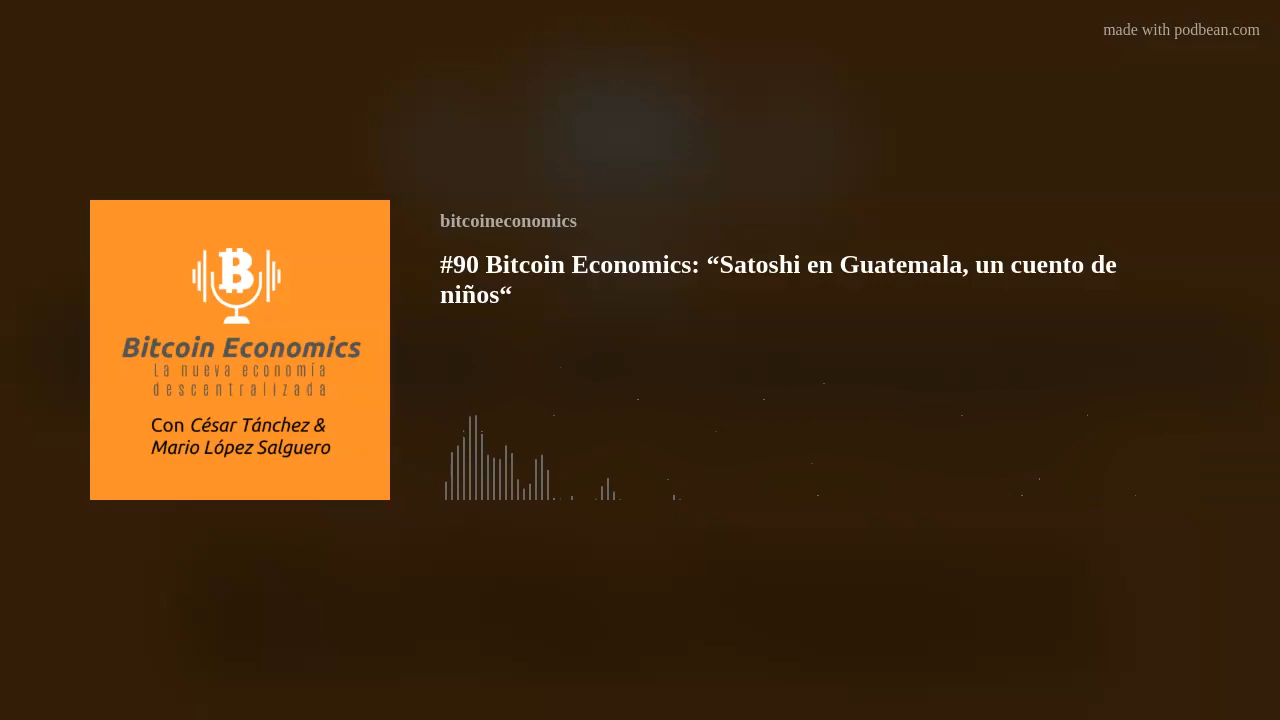 made with podbean.com
bitcoineconomics
#90 Bitcoin Economics: “Satoshi en Guatemala, un cuento de
niños“
Bitcoin Economics
La nueva economía
descentralizada
Con César Tánchez &
Mario López Salguero